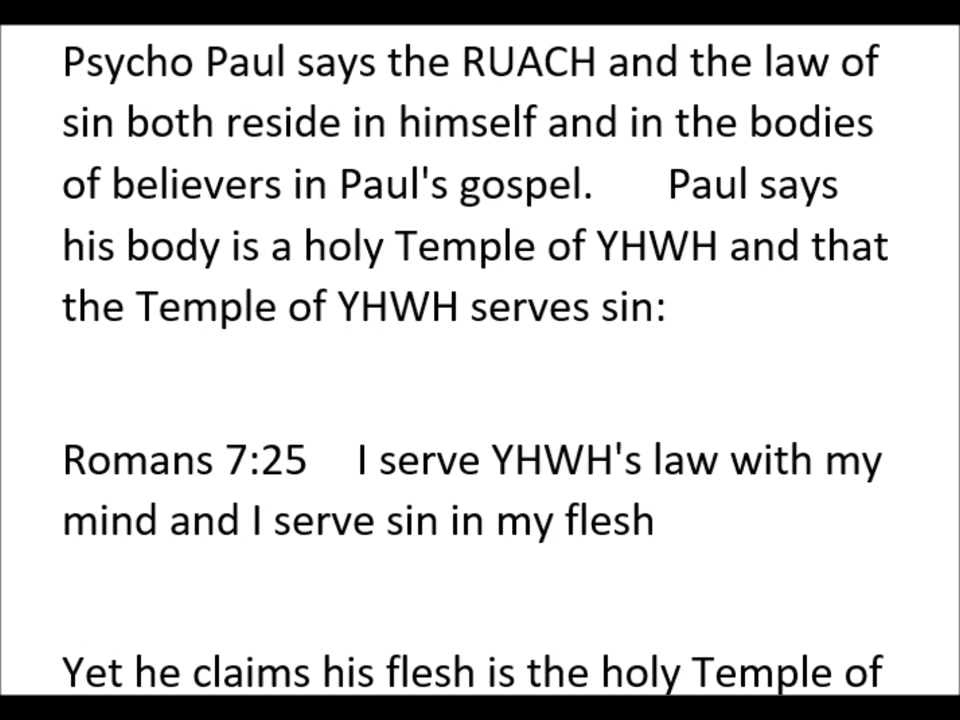 Psycho Paul says the RUACH and the law of
sin both reside in himself and in the bodies
of believers in Paul's gospel. Paul says
his body is a holy Temple of YHWH and that
the Temple of YHWH serves sin:
Romans 7:25 I serve YHWH's law with my
mind and I serve sin in my flesh
Yet he claims his flesh is the holy Temple of